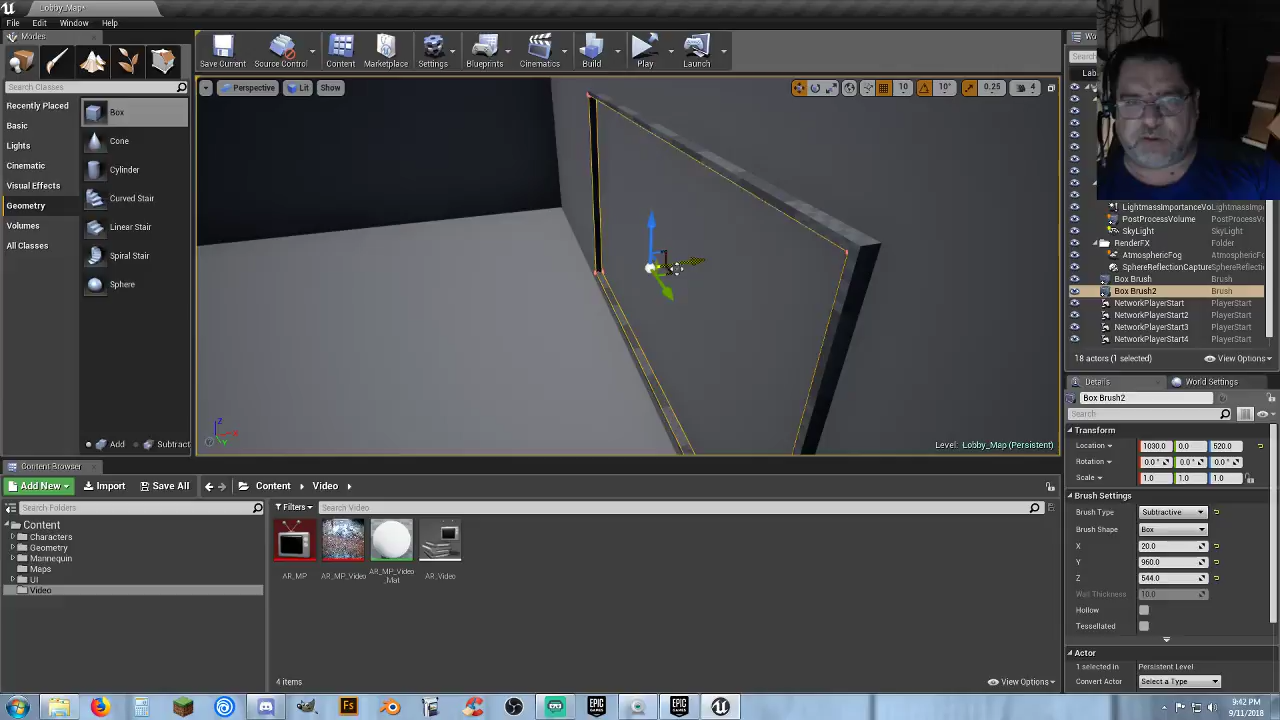 Lobby_Map*
File Edit Window Help
Modes
Search Classes
Recently Placed
Basic
Lights
Cinematic
Visual Effects
Geometry
Volumes
All Classes
Box
Cone
Cylinder
Curved Stair
Linear Stair
Spiral Stair
Sphere
Add Subtract
Save Current Source Control Content Marketplace Settings Blueprints Cinematics Build Play Launch
Perspective Lit Show
10 10° 0.25 4
Level: Lobby_Map (Persistent)
LightmassImportanceVo LightmassImpor
PostProcessVolume PostProcessVol
SkyLight SkyLight
RenderFX Folder
AtmosphericFog AtmosphericFog
SphereReflectionCapture SphereReflecti
Box Brush Brush
Box Brush2 Brush
NetworkPlayerStart PlayerStart
NetworkPlayerStart2 PlayerStart
NetworkPlayerStart3 PlayerStart
NetworkPlayerStart4 PlayerStart
18 actors (1 selected) View Options
Details World Settings
Box Brush2
Search
Transform
Location 1030.0 0.0 520.0
Rotation 0.0° 0.0° 0.0°
Scale 1.0 1.0 1.0
Brush Settings
Brush Type Subtractive
Brush Shape Box
X 20.0
Y 960.0
Z 544.0
Wall Thickness 10.0
Hollow
Tessellated
Actor
1 selected in Persistent Level
Convert Actor Select a Type
Content Browser
Add New Import Save All Content Video
Search Folders
Filters Search Video
Content
Characters
Geometry
Mannequin
Maps
UI
Video
AR_MP
AR_MP_Video
AR_MP_Video_Mat
AR_Video
4 items View Options
9:42 PM
9/11/2018